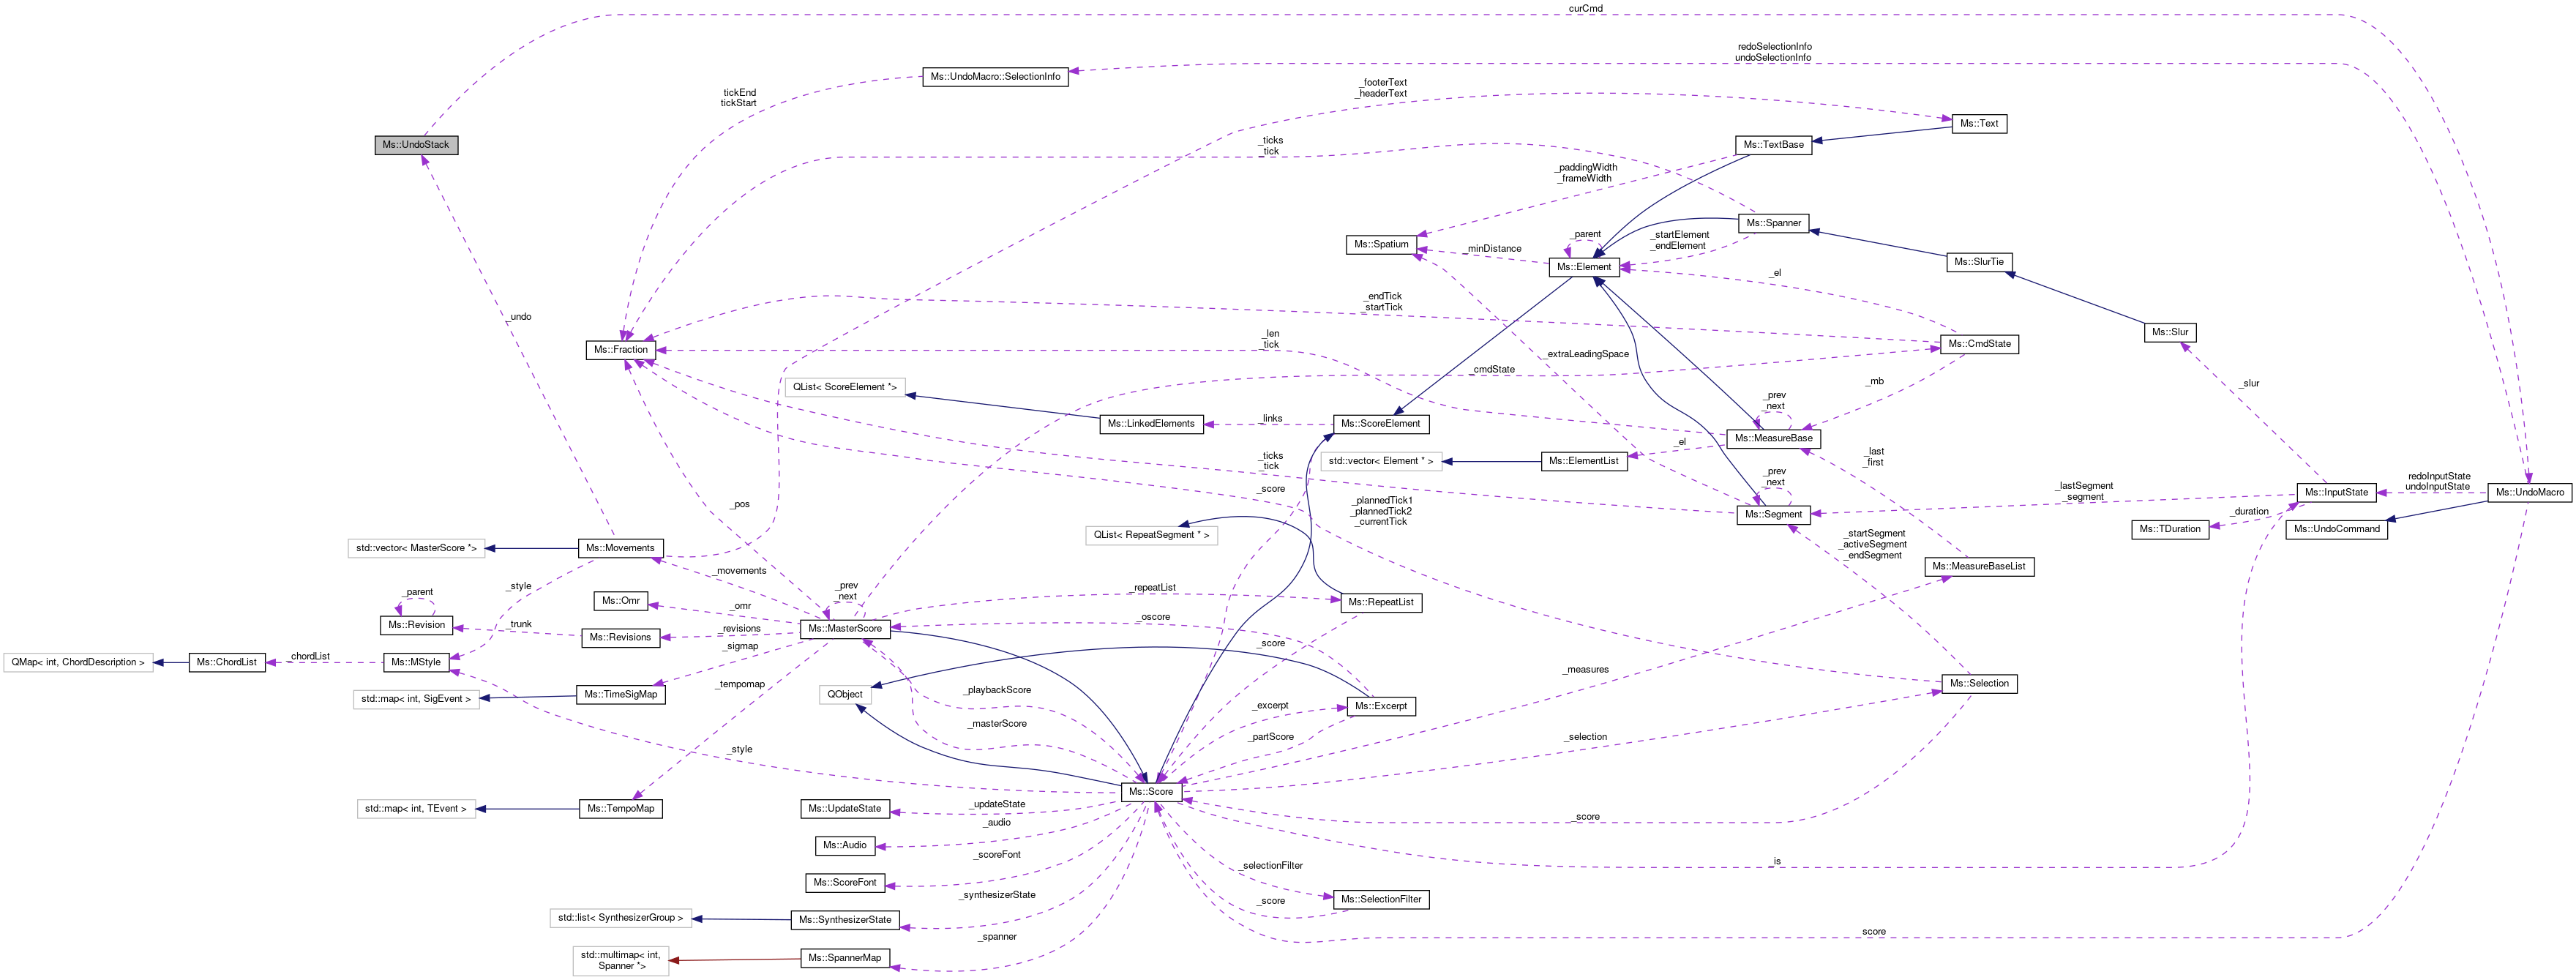 curCmd
redoSelectionInfo
undoSelectionInfo
Ms::UndoMacro::SelectionInfo
_footerText
_headerText
tickEnd
tickStart
Ms::Text
Ms::UndoStack
_ticks
_tick
Ms::TextBase
_paddingWidth
_frameWidth
Ms::Spanner
_parent
_startElement
_endElement
Ms::Spatium
_minDistance
Ms::Element
Ms::SlurTie
_el
_endTick
_startTick
_undo
_len
_tick
Ms::Slur
Ms::Fraction
_extraLeadingSpace
Ms::CmdState
_cmdState
QList< ScoreElement *>
_mb
_slur
_prev
_next
Ms::LinkedElements
_links
Ms::ScoreElement
Ms::MeasureBase
_el
_last
_first
std::vector< Element * >
Ms::ElementList
_ticks
_tick
_prev
_next
redoInputState
undoInputState
_score
_lastSegment
_segment
Ms::InputState
Ms::UndoMacro
_pos
_plannedTick1
_plannedTick2
_currentTick
Ms::Segment
_duration
QList< RepeatSegment * >
Ms::TDuration
Ms::UndoCommand
std::vector< MasterScore *>
Ms::Movements
_startSegment
_activeSegment
_endSegment
_movements
Ms::MeasureBaseList
_style
_prev
_next
_repeatList
_parent
Ms::Omr
_omr
Ms::RepeatList
Ms::Revision
_trunk
Ms::Revisions
_revisions
Ms::MasterScore
_oscore
_sigmap
_score
QMap< int, ChordDescription >
Ms::ChordList
_chordList
Ms::MStyle
_measures
_tempomap
_playbackScore
Ms::Selection
std::map< int, SigEvent >
Ms::TimeSigMap
QObject
_excerpt
Ms::Excerpt
_masterScore
_partScore
_selection
_style
Ms::Score
std::map< int, TEvent >
Ms::TempoMap
Ms::UpdateState
_updateState
_score
_audio
Ms::Audio
_scoreFont
_selectionFilter
_is
Ms::ScoreFont
_synthesizerState
_score
Ms::SelectionFilter
std::list< SynthesizerGroup >
Ms::SynthesizerState
_spanner
score
std::multimap< int,
Spanner *>
Ms::SpannerMap